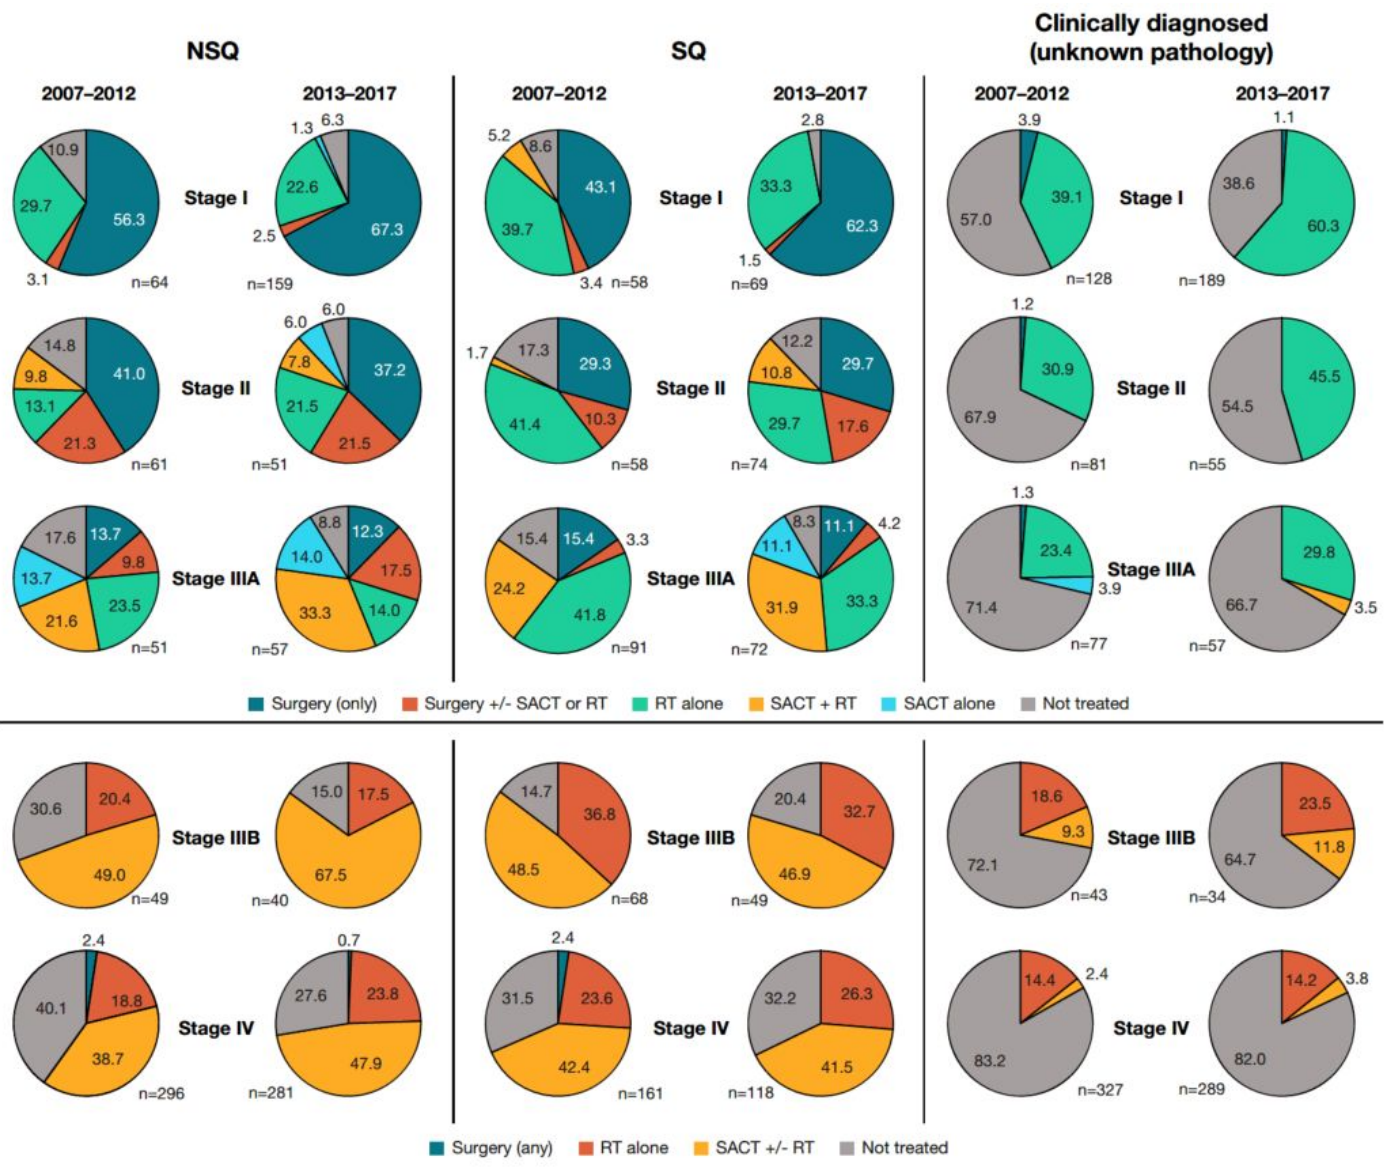 Clinically diagnosed
NSQ SQ (unknown pathology)
2007–2012 2013–2017 2007–2012 2013–2017 2007–2012 2013–2017
10.9 29.7 3.1 56.3 n=64
Stage I
1.3 6.3 22.6 2.5 67.3 n=159
5.2 8.6 43.1 39.7 3.4 n=58
Stage I
2.8 33.3 62.3 1.5 n=69
3.9 39.1 57.0 n=128
Stage I
1.1 38.6 60.3 n=189
14.8 41.0 9.8 13.1 21.3 n=61
Stage II
6.0 6.0 7.8 37.2 21.5 21.5 n=51
1.7 17.3 29.3 10.3 41.4 n=58
Stage II
12.2 29.7 10.8 29.7 17.6 n=74
1.2 30.9 67.9 n=81
Stage II
45.5 54.5 n=55
17.6 13.7 9.8 13.7 23.5 21.6 n=51
Stage IIIA
8.8 12.3 14.0 17.5 33.3 14.0 n=57
15.4 15.4 3.3 24.2 41.8 n=91
Stage IIIA
8.3 11.1 4.2 11.1 31.9 33.3 n=72
1.3 23.4 3.9 71.4 n=77
Stage IIIA
29.8 3.5 66.7 n=57
Surgery (only) Surgery +/- SACT or RT RT alone SACT + RT SACT alone Not treated
30.6 20.4 49.0 n=49
Stage IIIB
15.0 17.5 67.5 n=40
14.7 36.8 48.5 n=68
Stage IIIB
20.4 32.7 46.9 n=49
18.6 9.3 72.1 n=43
Stage IIIB
23.5 11.8 64.7 n=34
2.4 40.1 18.8 38.7 n=296
Stage IV
0.7 27.6 23.8 47.9 n=281
2.4 31.5 23.6 42.4 n=161
Stage IV
32.2 26.3 41.5 n=118
14.4 2.4 83.2 n=327
Stage IV
14.2 3.8 82.0 n=289
Surgery (any) RT alone SACT +/- RT Not treated